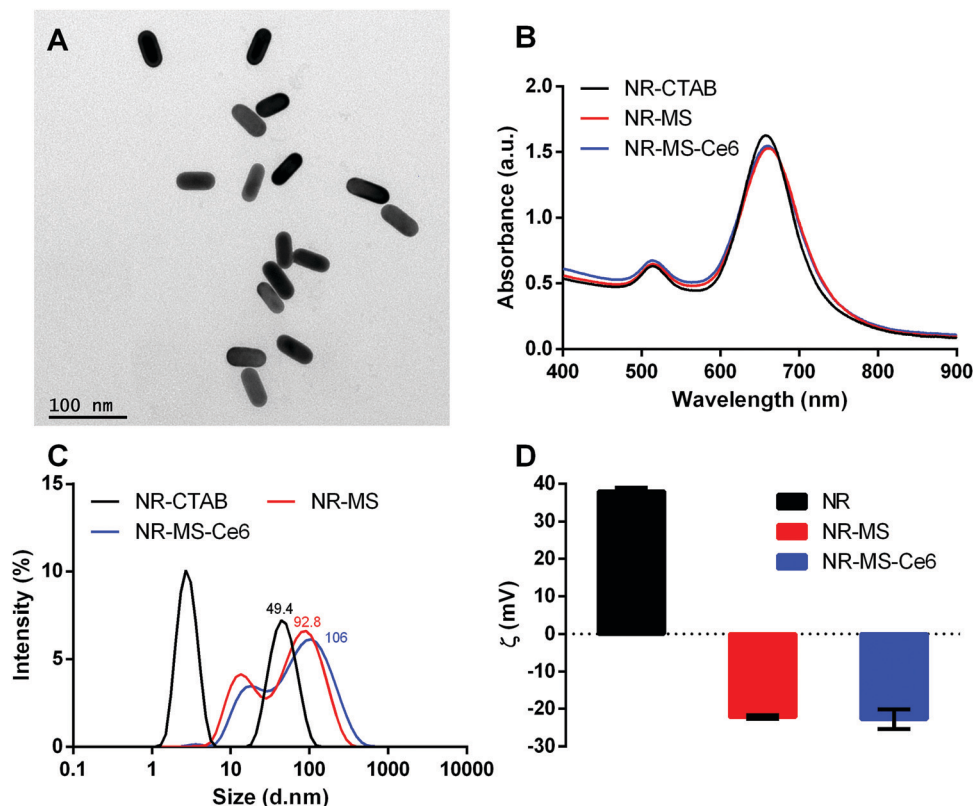 A
100 nm
B
2.0
1.5
1.0
0.5
0.0
Absorbance (a.u.)
NR-CTAB
NR-MS
NR-MS-Ce6
400 500 600 700 800 900
Wavelength (nm)
C
15
10
5
0
Intensity (%)
NR-CTAB NR-MS
NR-MS-Ce6
49.4
92.8
106
0.1 1 10 100 1000 10000
Size (d.nm)
D
40
30
20
10
0
-10
-20
-30
ζ (mV)
NR
NR-MS
NR-MS-Ce6